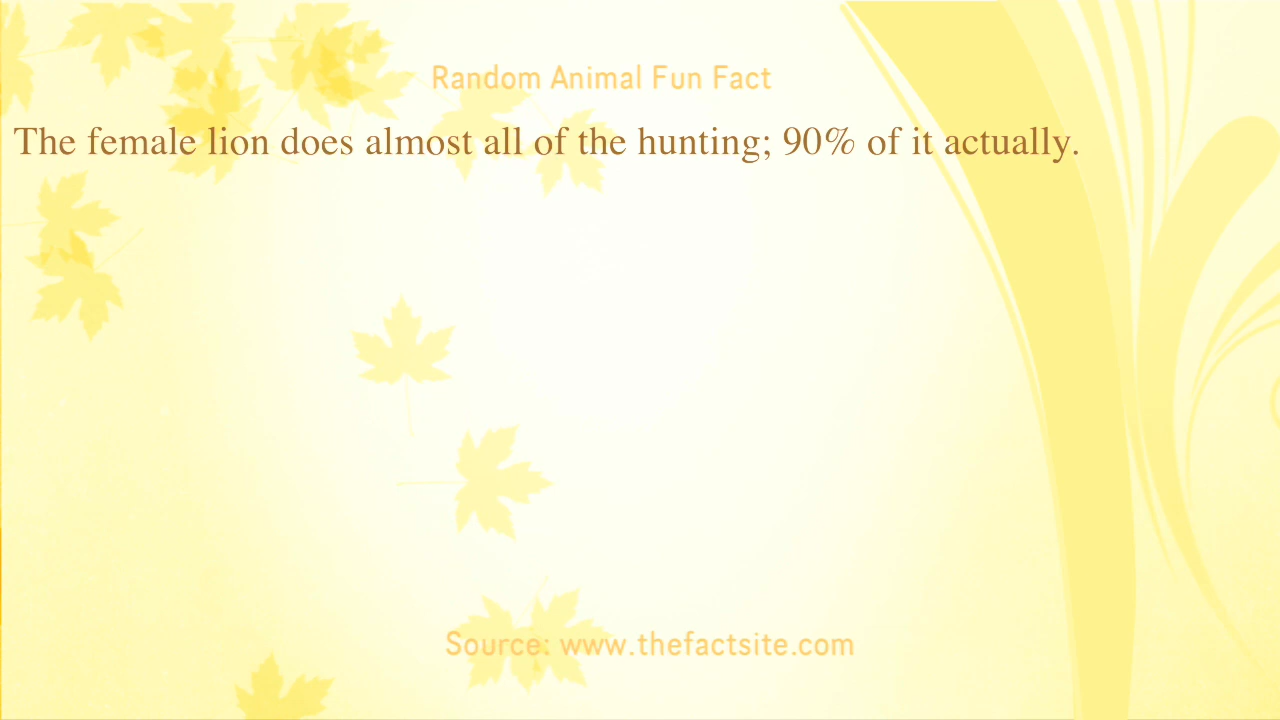 Random Animal Fun Fact
The female lion does almost all of the hunting; 90% of it actually.
Source: www.thefactsite.com